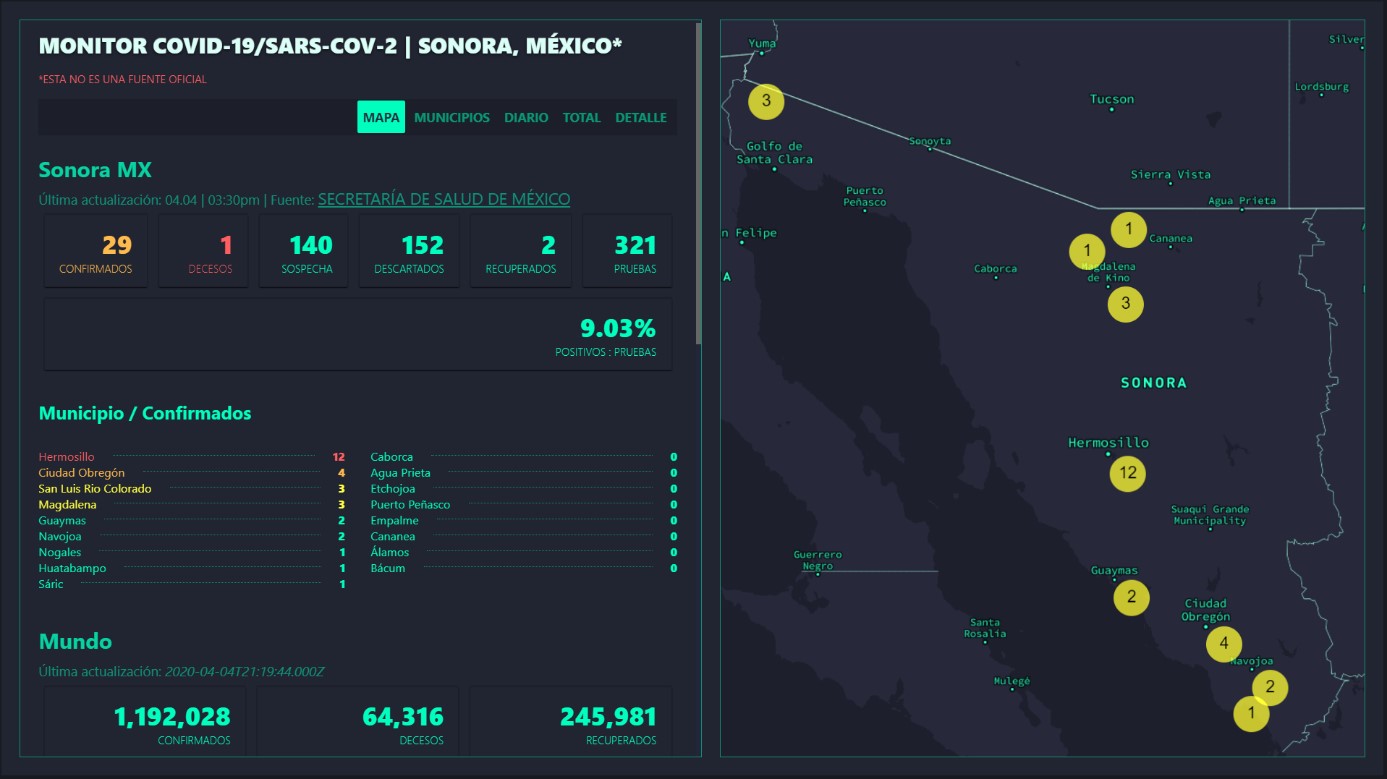 MONITOR COVID-19/SARS-COV-2 | SONORA, MÉXICO*
*ESTA NO ES UNA FUENTE OFICIAL
MAPA MUNICIPIOS DIARIO TOTAL DETALLE
Sonora MX
Última actualización: 04.04 | 03:30pm | Fuente: SECRETARÍA DE SALUD DE MÉXICO
29 1 140 152 2 321
CONFIRMADOS DECESOS SOSPECHA DESCARTADOS RECUPERADOS PRUEBAS
9.03%
POSITIVOS : PRUEBAS
Municipio / Confirmados
Hermosillo 12 Caborca 0
Ciudad Obregón 4 Agua Prieta 0
San Luis Rio Colorado 3 Etchojoa 0
Magdalena 3 Puerto Peñasco 0
Guaymas 2 Empalme 0
Navojoa 2 Cananea 0
Nogales 1 Álamos 0
Huatabampo 1 Bácum 0
Sáric 1
Mundo
Última actualización: 2020-04-04T21:19:44.000Z
1,192,028 64,316 245,981
CONFIRMADOS DECESOS RECUPERADOS
Yuma
Silver
Lordsburg
3
Tucson
Sonoyta
Golfo de
Santa Clara
Sierra Vista
Puerto
Peñasco
Agua Prieta
n Felipe
1
Cananea
1
A
Caborca
Magdalena
de Kino
3
SONORA
Hermosillo
12
Suaqui Grande
Municipality
Guerrero
Negro
Guaymas
2
Ciudad
Obregón
Santa
Rosalia
4
Navojoa
Mulegé
2
1